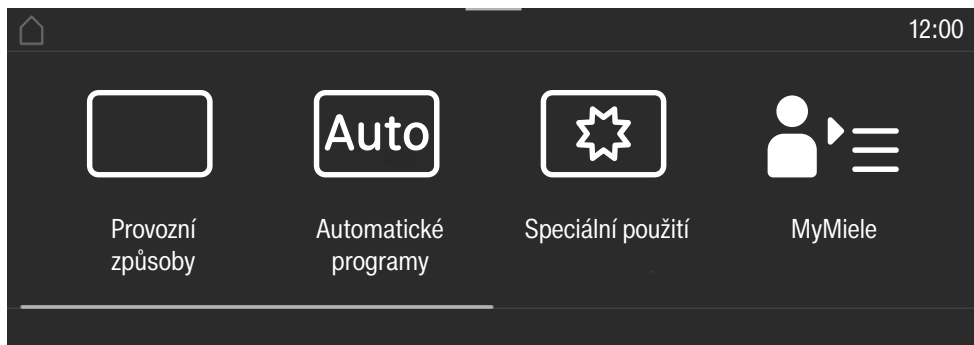 12:00
Auto
Provozní
způsoby
Automatické
programy
Speciální použití
MyMiele